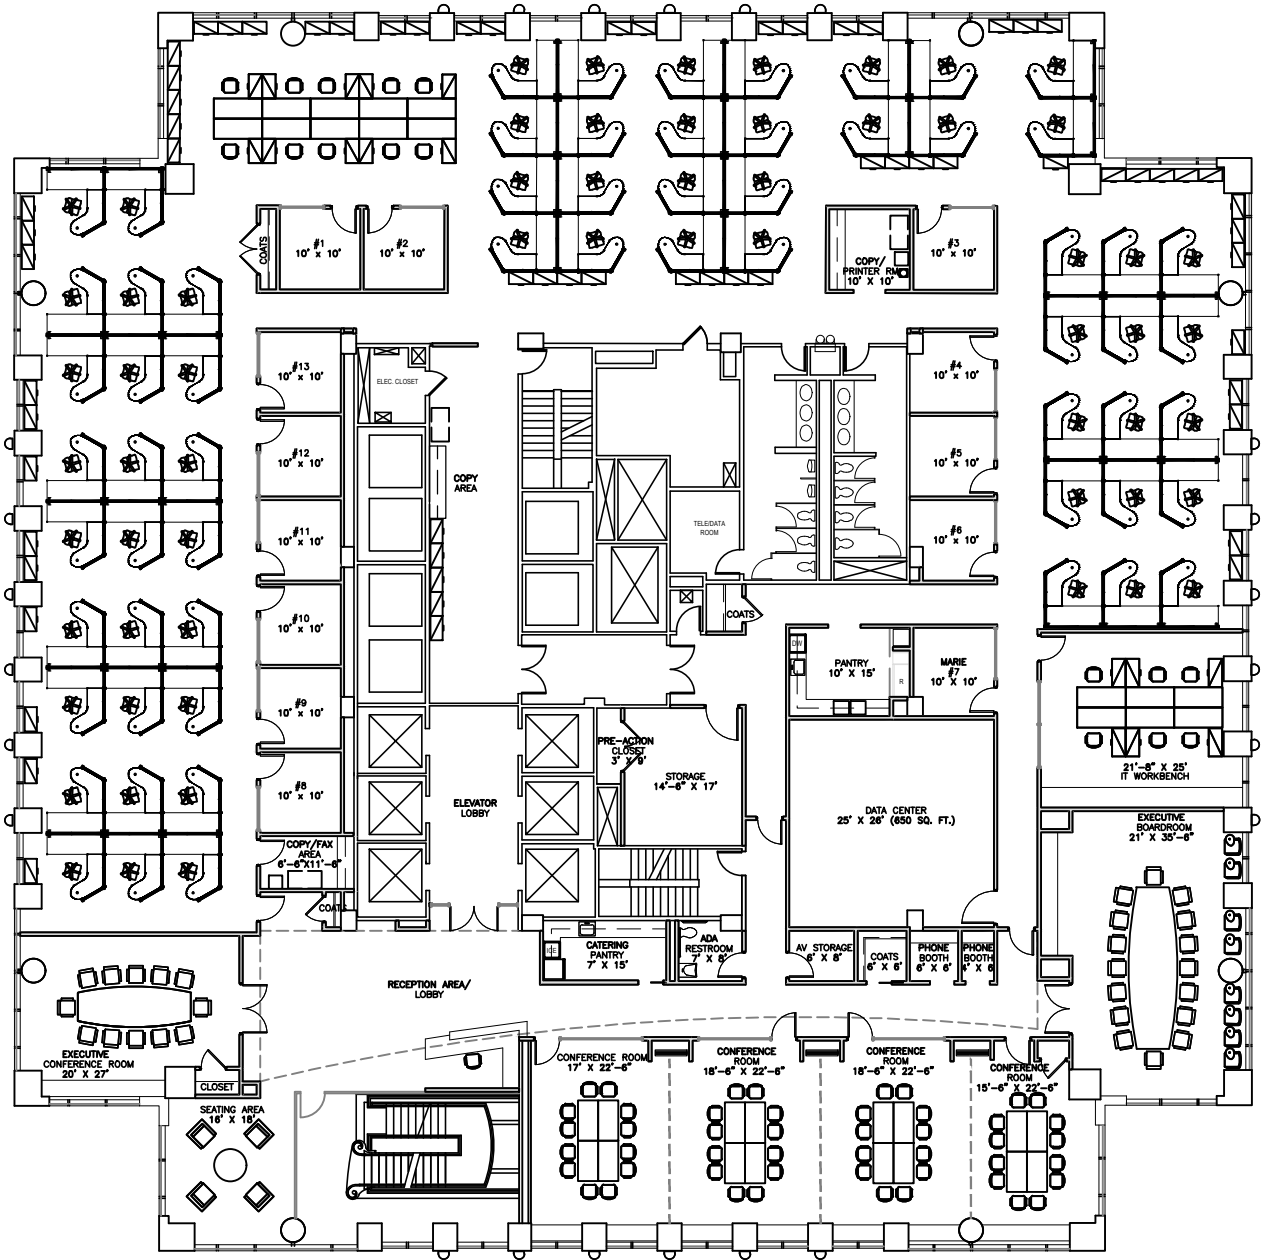 COATS
#1
10' X 10'
#2
10' X 10'
COPY/
PRINTER RM
10' X 10'
#3
10' X 10'
#13
10' X 10'
ELEC. CLOSET
#4
10' X 10'
#12
10' X 10'
COPY
AREA
#5
10' X 10'
#11
10' X 10'
TELE/DATA
ROOM
#6
10' X 10'
#10
10' X 10'
COATS
DW
PANTRY
10' X 15'
R
MARIE
#7
10' X 10'
#9
10' X 10'
PRE-ACTION
CLOSET
3' X 9'
STORAGE
14'-6" X 17'
21'-8" X 25'
IT WORKBENCH
#8
10' X 10'
ELEVATOR
LOBBY
DATA CENTER
25' X 26' (650 SQ. FT.)
EXECUTIVE
BOARDROOM
21' X 35'-6"
COPY/FAX
AREA
6'-6"X11'-6"
COATS
ICE
CATERING
PANTRY
7' X 15'
ADA
RESTROOM
7' X 8'
AV STORAGE
6' X 8'
COATS
6' X 6'
PHONE
BOOTH
6' X 6'
PHONE
BOOTH
4' X 6'
RECEPTION AREA/
LOBBY
EXECUTIVE
CONFERENCE ROOM
20' X 27'
CLOSET
CONFERENCE ROOM
17' X 22'-6"
CONFERENCE
ROOM
18'-6" X 22'-6"
CONFERENCE
ROOM
18'-6" X 22'-6"
CONFERENCE
ROOM
15'-6" X 22'-6"
SEATING AREA
16' X 18'